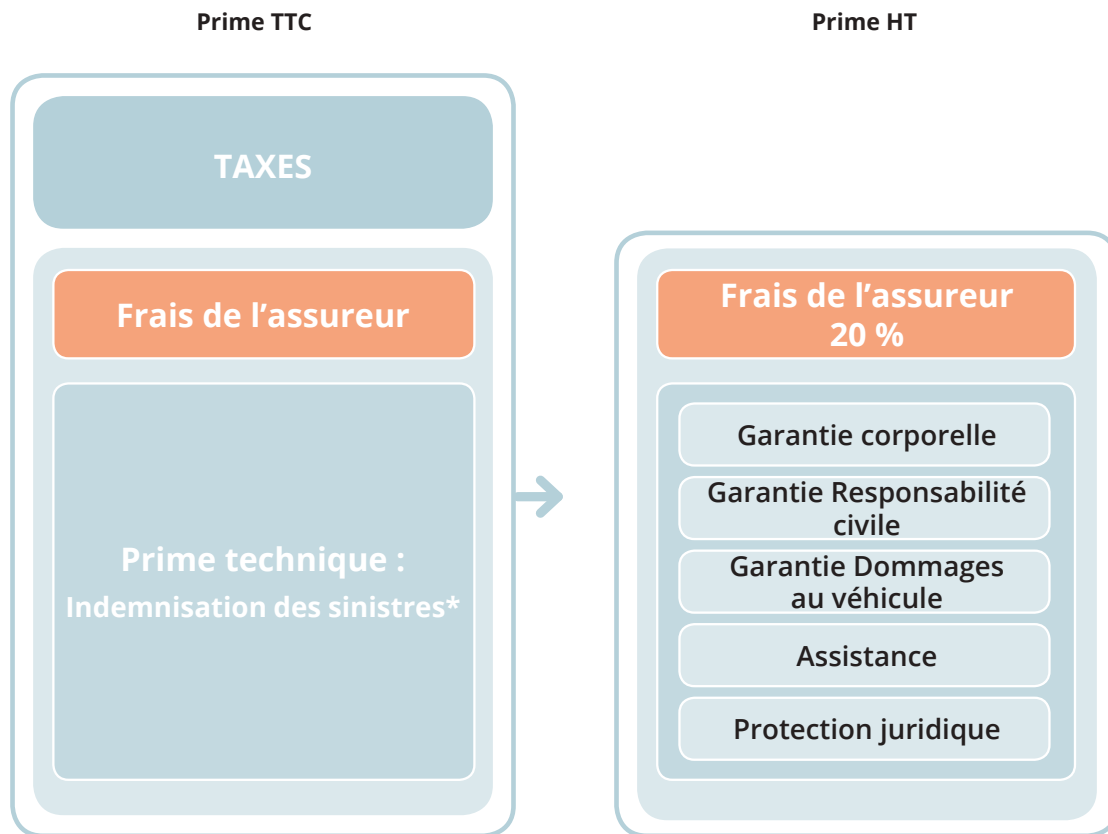 Prime TTC
Prime HT
TAXES
Frais de l’assureur
Prime technique :
Indemnisation des sinistres*
Frais de l’assureur
20 %
Garantie corporelle
Garantie Responsabilité
civile
Garantie Dommages
au véhicule
Assistance
Protection juridique